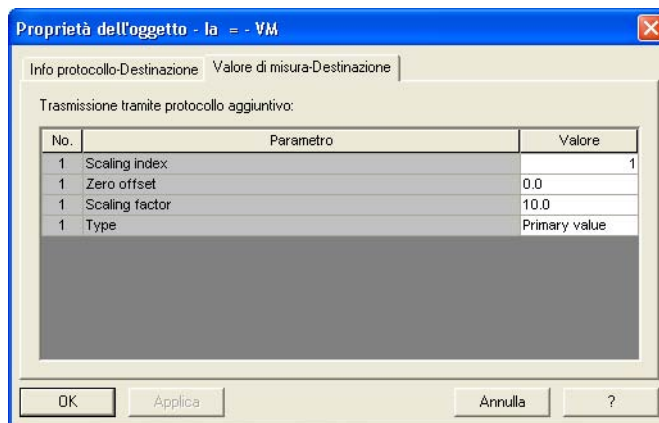 Proprietà dell'oggetto - Ia = - VM
Info protocollo-Destinazione Valore di misura-Destinazione
Trasmissione tramite protocollo aggiuntivo:
No. Parametro Valore
1 Scaling index 1
1 Zero offset 0.0
1 Scaling factor 10.0
1 Type Primary value
OK Applica Annulla ?